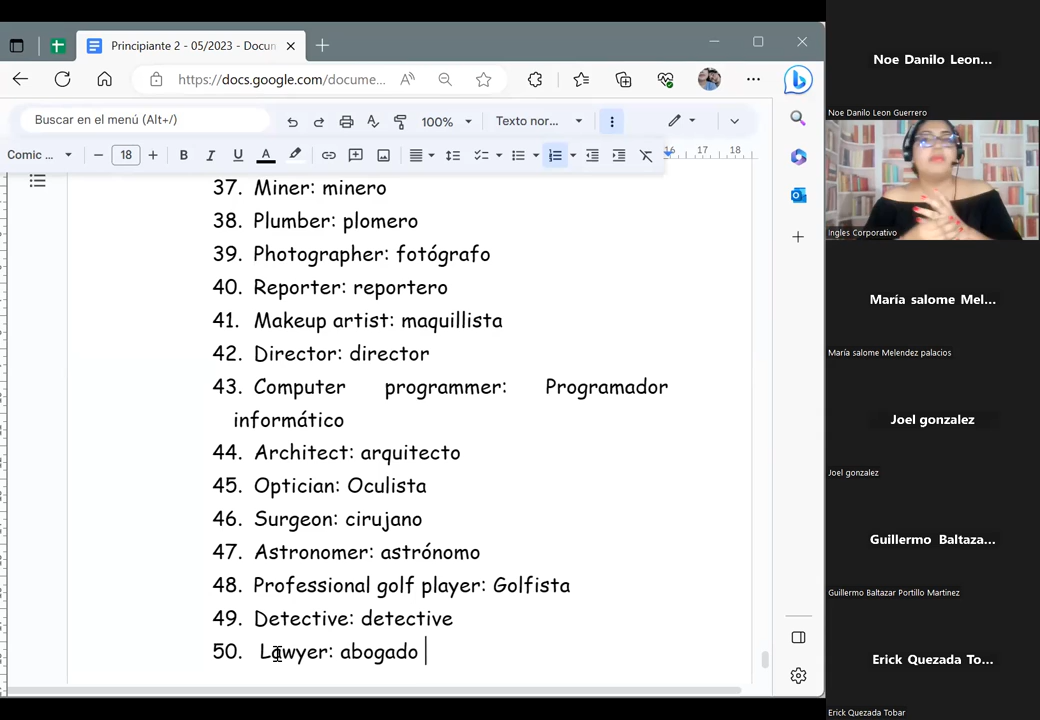 Principiante 2 - 05/2023 - Docun
https://docs.google.com/docume...
Buscar en el menú (Alt+/)
100%
Texto nor...
Comic ...
18
16 17 18
37. Miner: minero
38. Plumber: plomero
39. Photographer: fotógrafo
40. Reporter: reportero
41. Makeup artist: maquillista
42. Director: director
43. Computer programmer: Programador
informático
44. Architect: arquitecto
45. Optician: Oculista
46. Surgeon: cirujano
47. Astronomer: astrónomo
48. Professional golf player: Golfista
49. Detective: detective
50. Lawyer: abogado
Noe Danilo Leon...
Noe Danilo Leon Guerrero
Ingles Corporativo
María salome Mel...
María salome Melendez palacios
Joel gonzalez
Joel gonzalez
Guillermo Baltaza...
Guillermo Baltazar Portillo Martinez
Erick Quezada To...
Erick Quezada Tobar